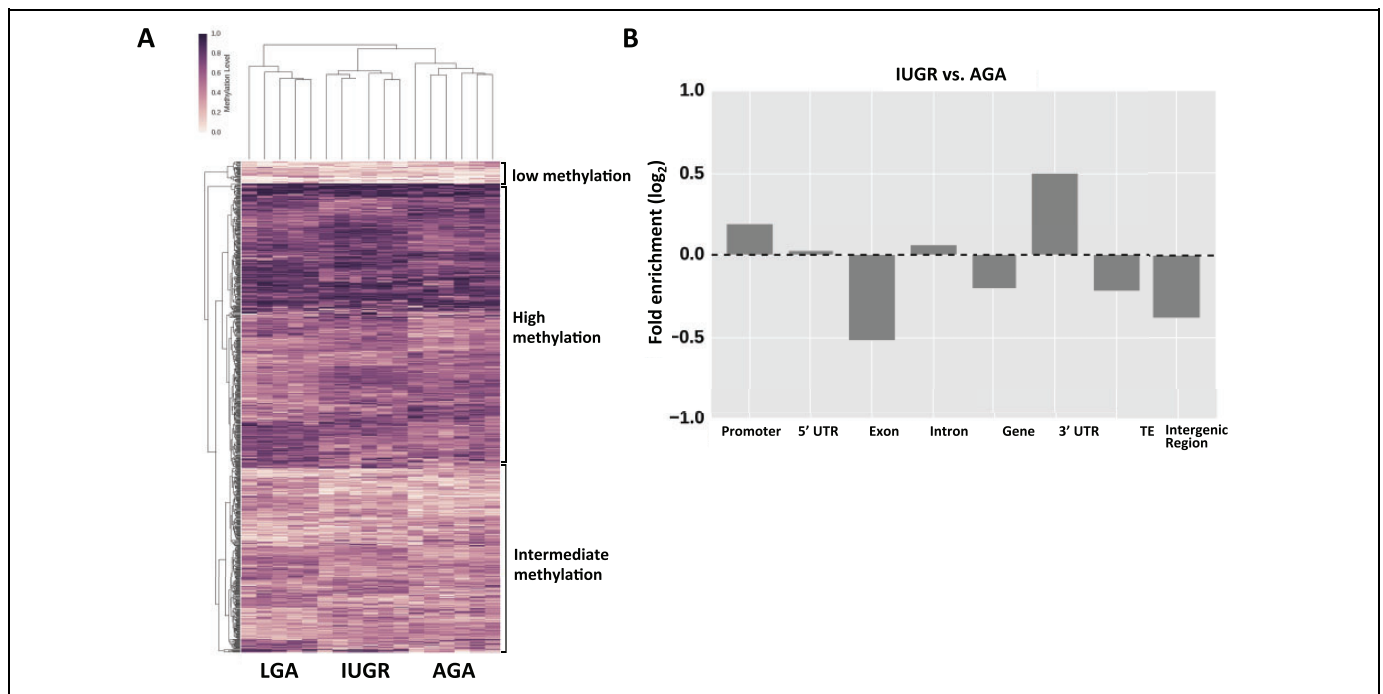 A
1.0
0.8
0.6
0.4
0.2
0.0
Methylation Level
low methylation
High
methylation
Intermediate
methylation
LGA IUGR AGA
B
IUGR vs. AGA
Fold enrichment (log2)
1.0
0.5
0.0
−0.5
−1.0
Promoter 5’ UTR Exon Intron Gene 3’ UTR TE Intergenic
Region